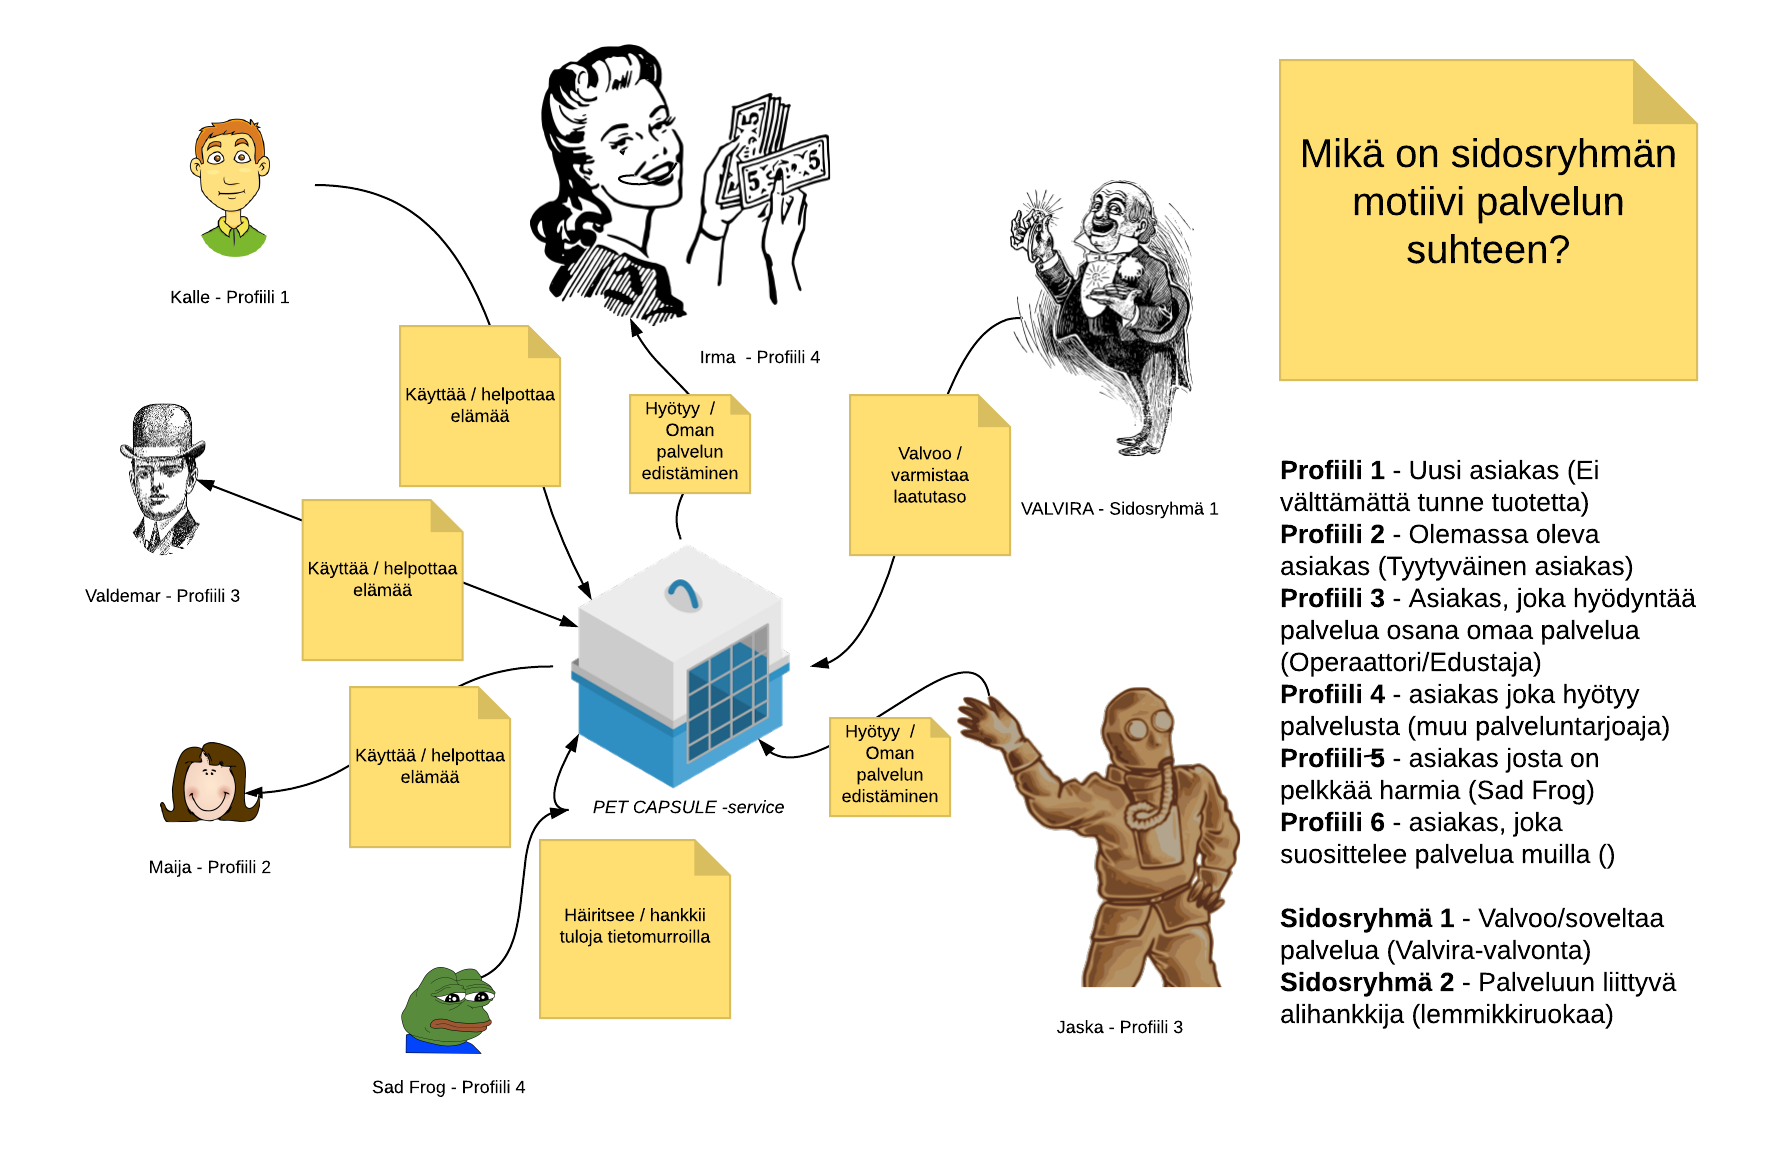 Mikä on sidosryhmän
motiivi palvelun
suhteen?
Kalle - Profiili 1
Irma - Profiili 4
Käyttää / helpottaa
elämää
Hyötyy /
Oman
palvelun
edistäminen
Valvoo /
varmistaa
laatutaso
VALVIRA - Sidosryhmä 1
Valdemar - Profiili 3
Käyttää / helpottaa
elämää
Käyttää / helpottaa
elämää
Maija - Profiili 2
PET CAPSULE -service
Hyötyy /
Oman
palvelun
edistäminen
Häiritsee / hankkii
tuloja tietomurroilla
Jaska - Profiili 3
Sad Frog - Profiili 4
Profiili 1 - Uusi asiakas (Ei
välttämättä tunne tuotetta)
Profiili 2 - Olemassa oleva
asiakas (Tyytyväinen asiakas)
Profiili 3 - Asiakas, joka hyödyntää
palvelua osana omaa palvelua
(Operaattori/Edustaja)
Profiili 4 - asiakas joka hyötyy
palvelusta (muu palveluntarjoaja)
Profiili 5 - asiakas josta on
pelkkää harmia (Sad Frog)
Profiili 6 - asiakas, joka
suosittelee palvelua muilla ()
Sidosryhmä 1 - Valvoo/soveltaa
palvelua (Valvira-valvonta)
Sidosryhmä 2 - Palveluun liittyvä
alihankkija (lemmikkiruokaa)
5
5
5